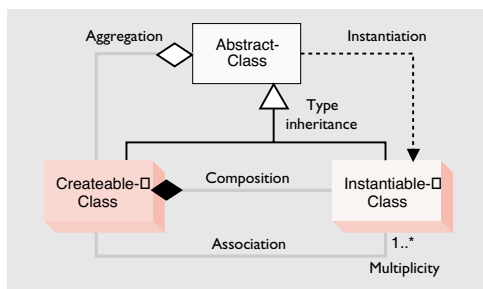 Aggregation
Abstract-
Class
Instantiation
Type
inheritance
Createable-□
Class
Composition
Instantiable-□
Class
Association
1..*
Multiplicity